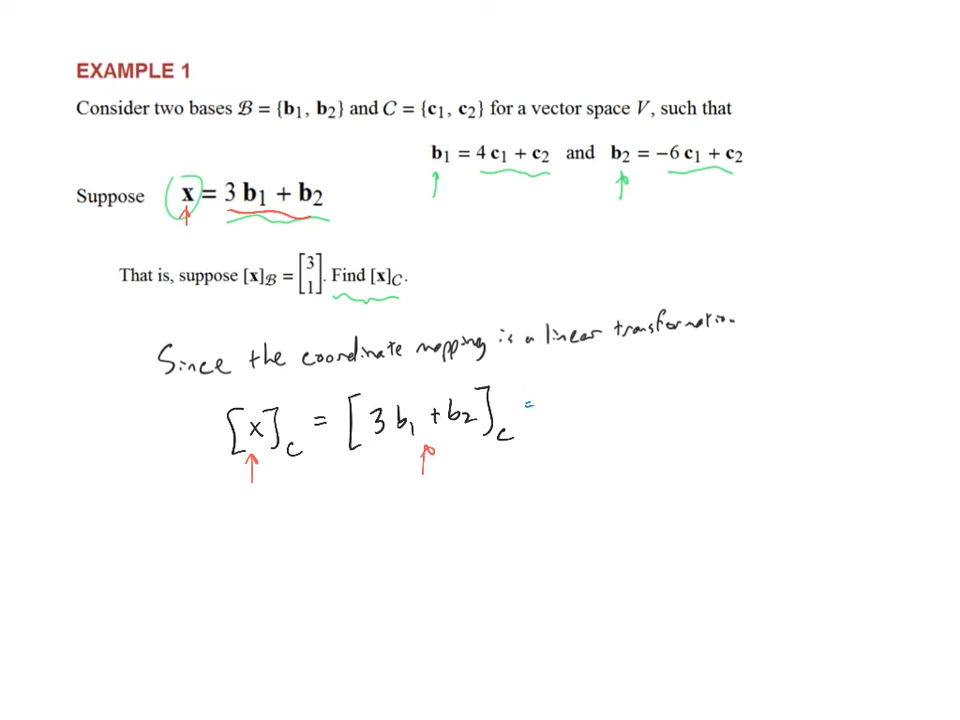 EXAMPLE 1
Consider two bases ℬ = {b₁, b₂} and C = {c₁, c₂} for a vector space V, such that
b₁ = 4 c₁ + c₂ and b₂ = −6 c₁ + c₂
Suppose x = 3 b₁ + b₂
That is, suppose [x]ℬ = [3 1]. Find [x]C.
Since the coordinate mapping is a linear transformation.
[x]C = [3 b₁ + b₂]C =